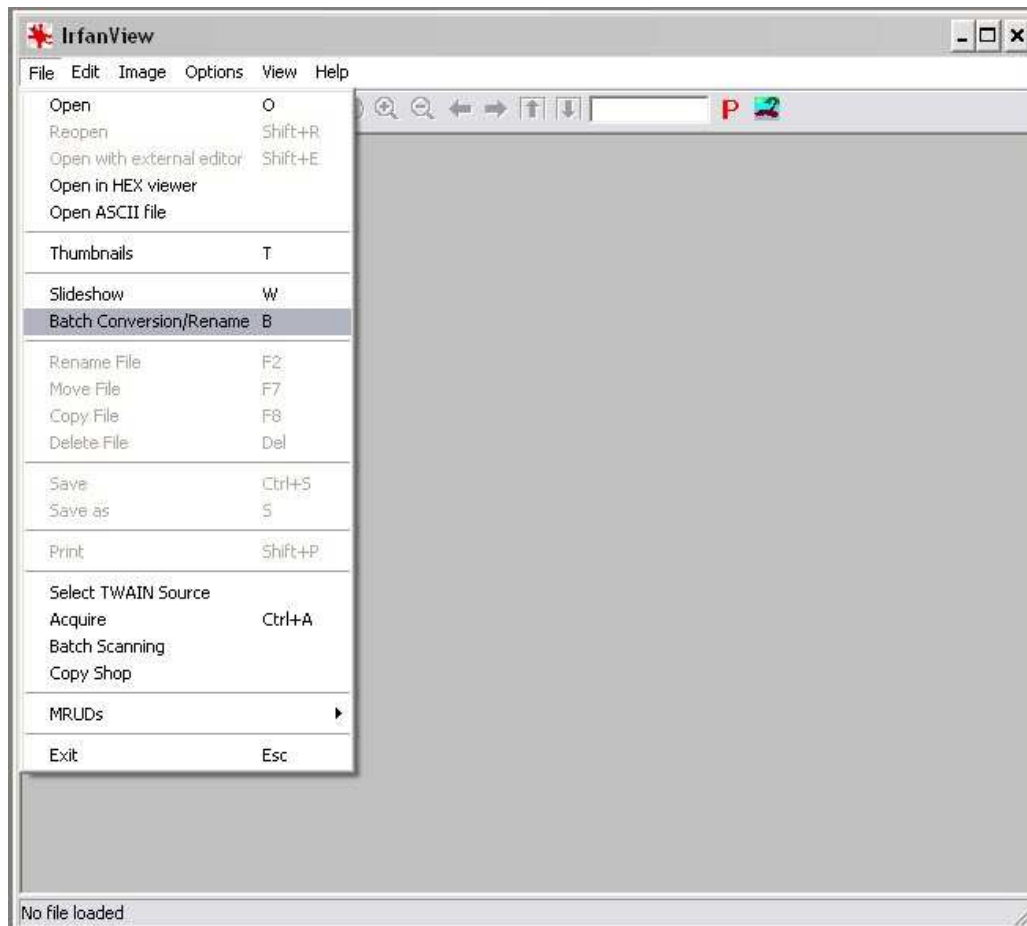 IrfanView
File Edit Image Options View Help
Open O
Reopen Shift+R
Open with external editor Shift+E
Open in HEX viewer
Open ASCII file
Thumbnails T
Slideshow W
Batch Conversion/Rename B
Rename File F2
Move File F7
Copy File F8
Delete File Del
Save Ctrl+S
Save as S
Print Shift+P
Select TWAIN Source
Acquire Ctrl+A
Batch Scanning
Copy Shop
MRUDs
Exit Esc
P
No file loaded